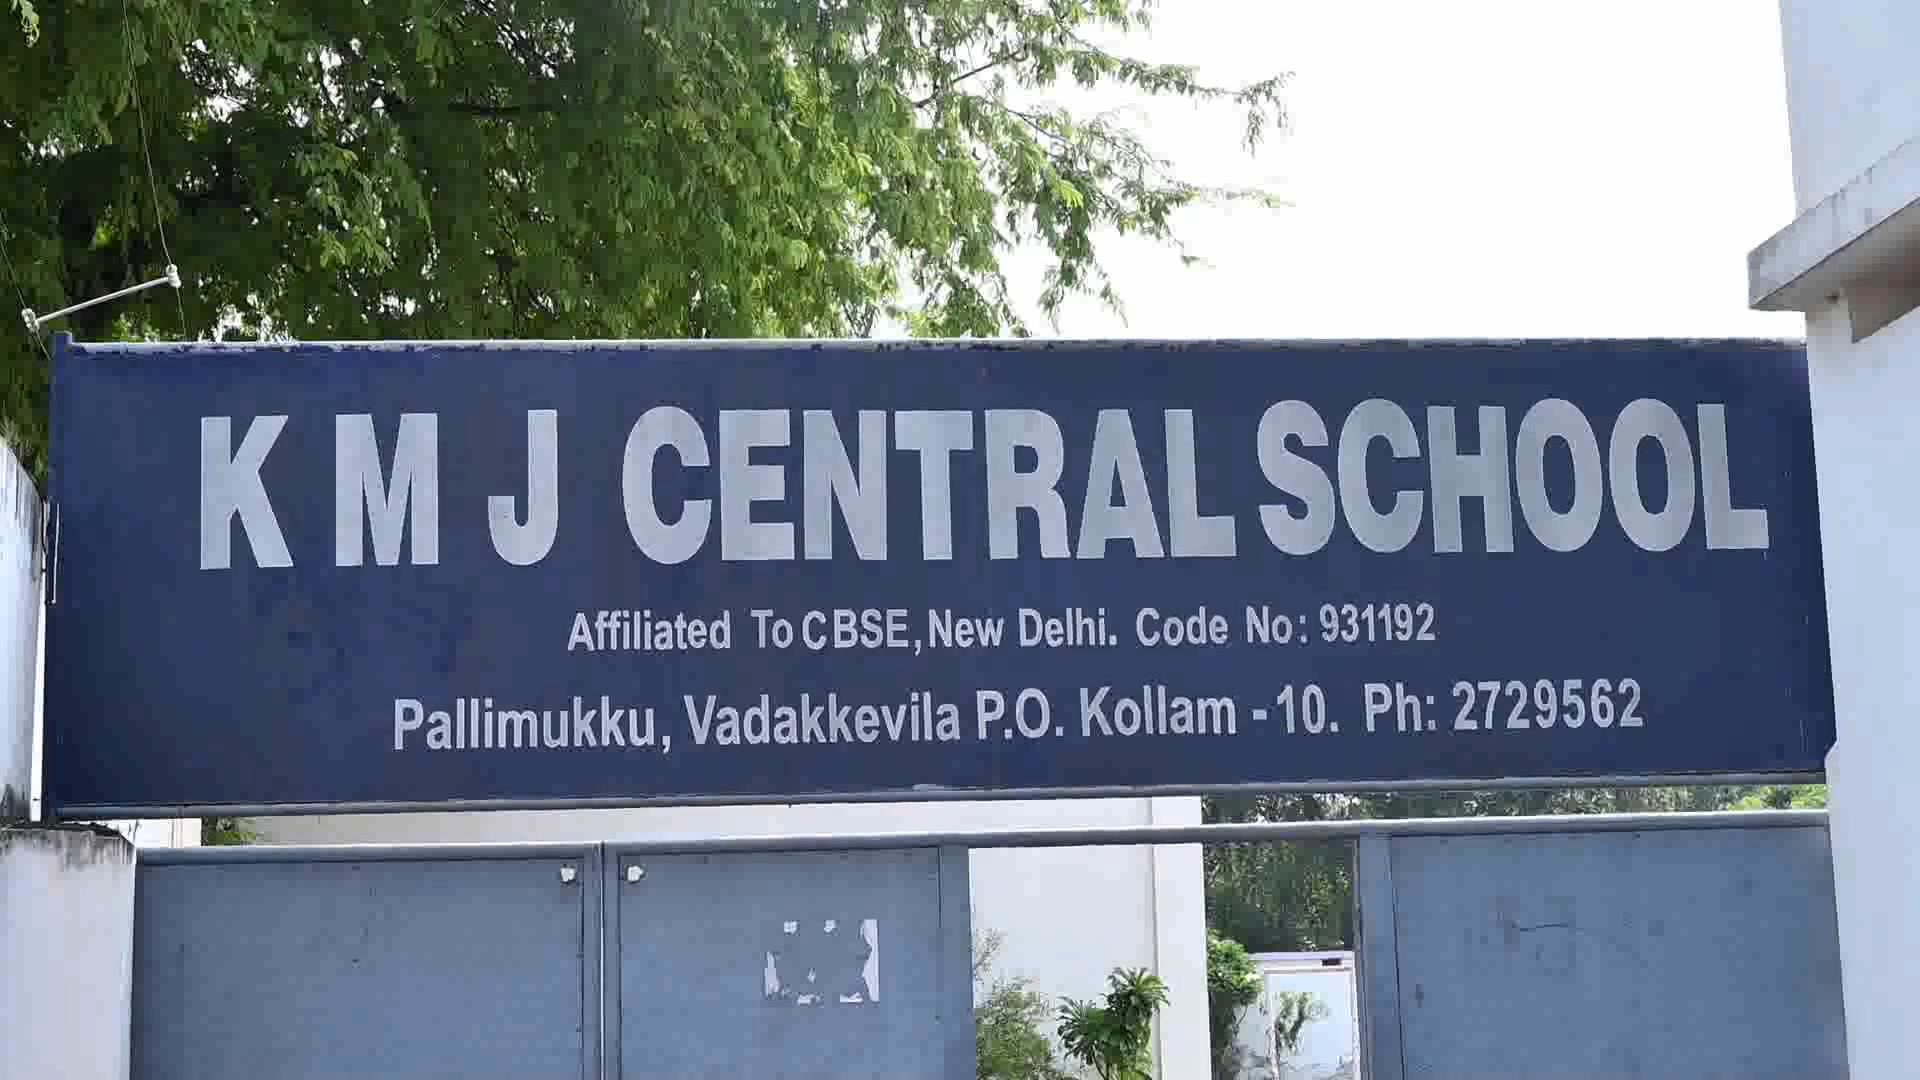 K M J CENTRAL SCHOOL
Affiliated To CBSE, New Delhi. Code No: 931192
Pallimukku, Vadakkevila P.O. Kollam - 10. Ph: 2729562